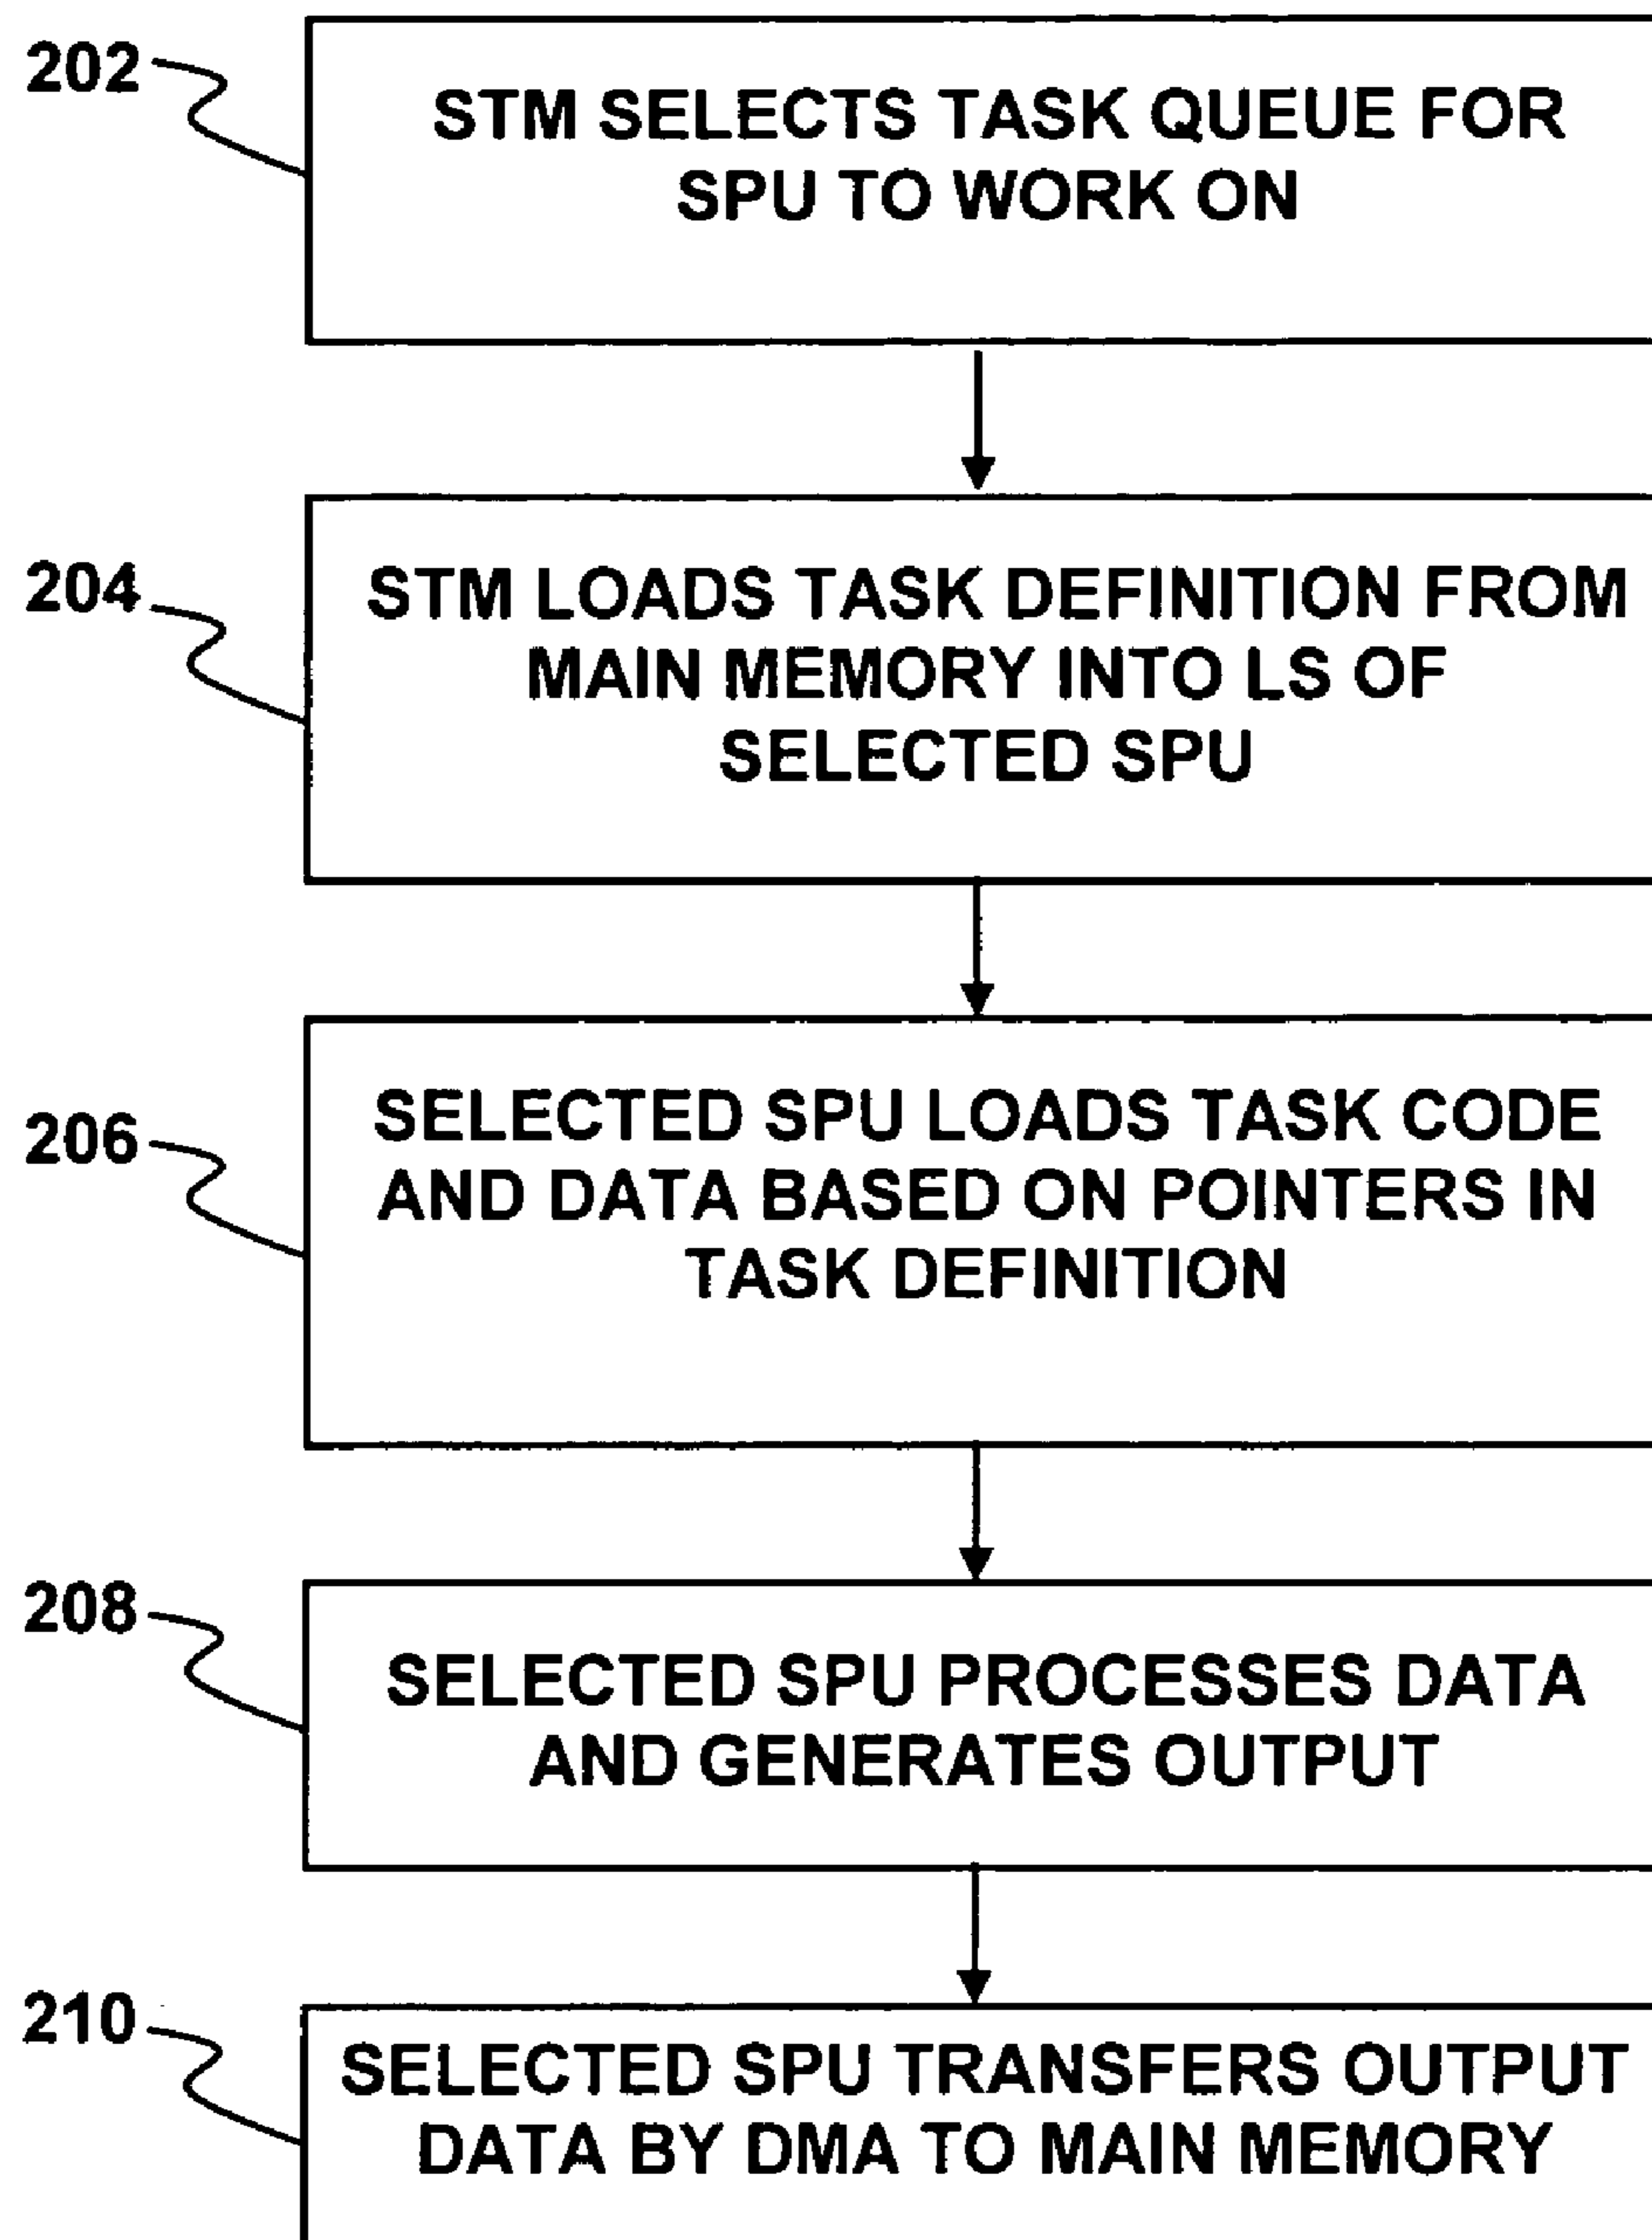 202
STM SELECTS TASK QUEUE FOR
SPU TO WORK ON
204
STM LOADS TASK DEFINITION FROM
MAIN MEMORY INTO LS OF
SELECTED SPU
206
SELECTED SPU LOADS TASK CODE
AND DATA BASED ON POINTERS IN
TASK DEFINITION
208
SELECTED SPU PROCESSES DATA
AND GENERATES OUTPUT
210
SELECTED SPU TRANSFERS OUTPUT
DATA BY DMA TO MAIN MEMORY